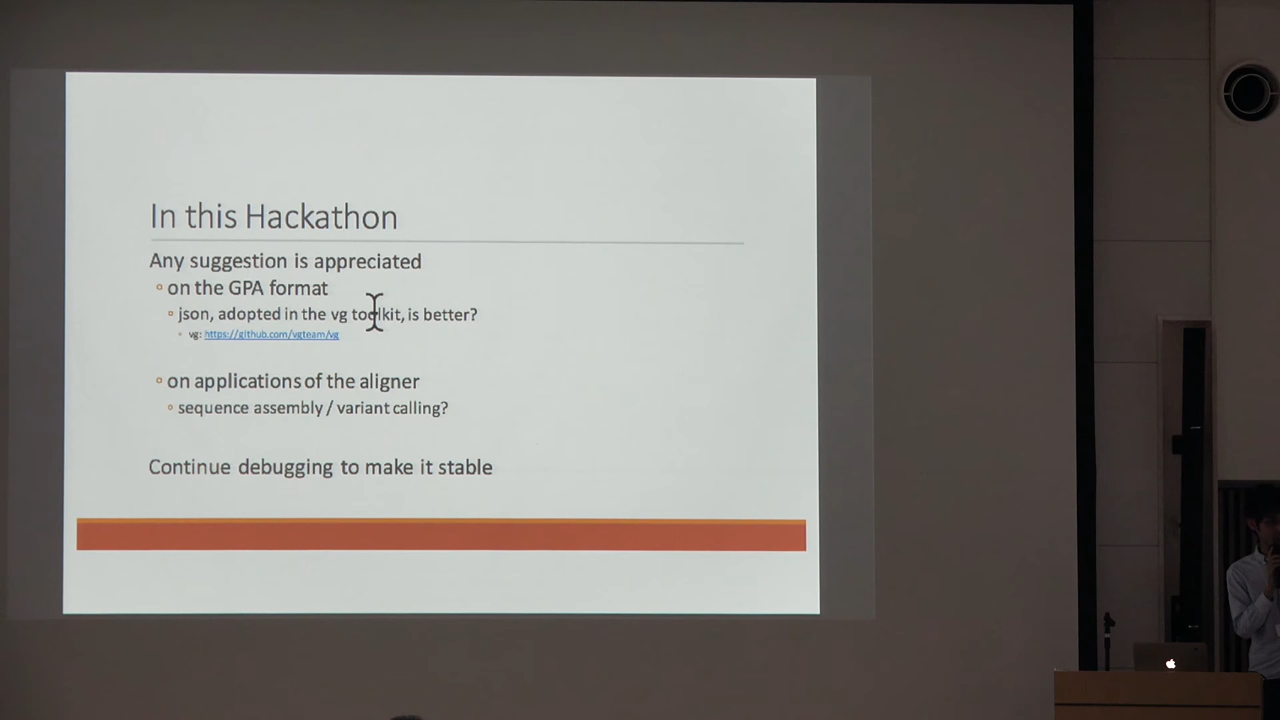 In this Hackathon
Any suggestion is appreciated
on the GPA format
json, adopted in the vg toolkit, is better?
vg: https://github.com/vgteam/vg
on applications of the aligner
sequence assembly / variant calling?
Continue debugging to make it stable